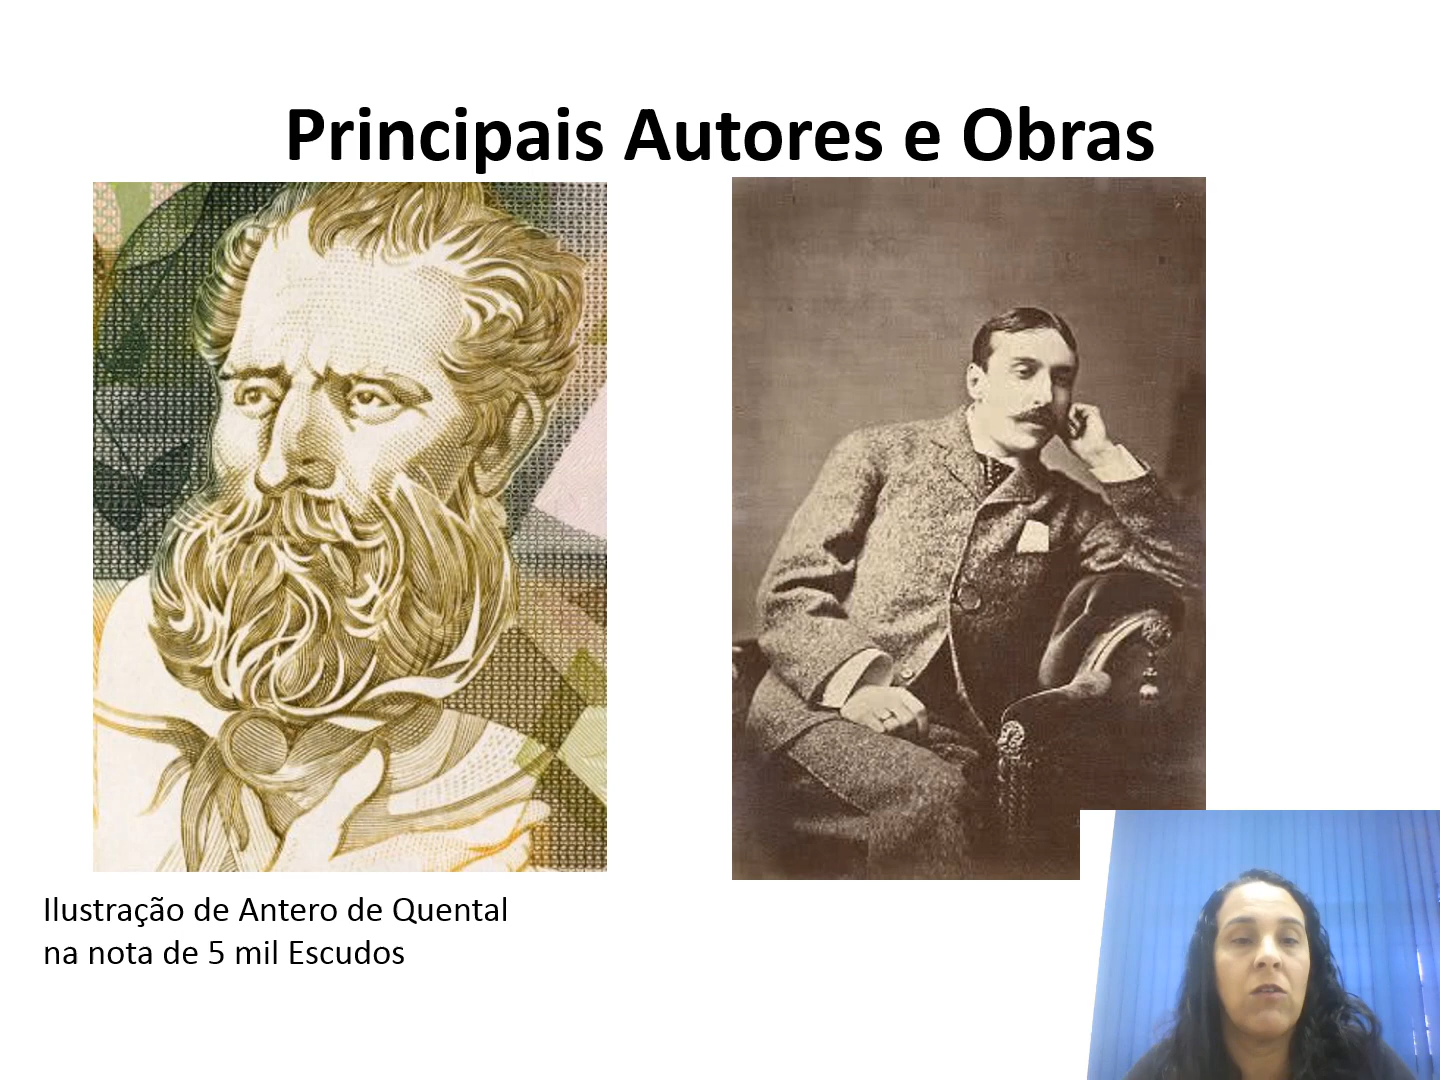 Principais Autores e Obras
Ilustração de Antero de Quental
na nota de 5 mil Escudos